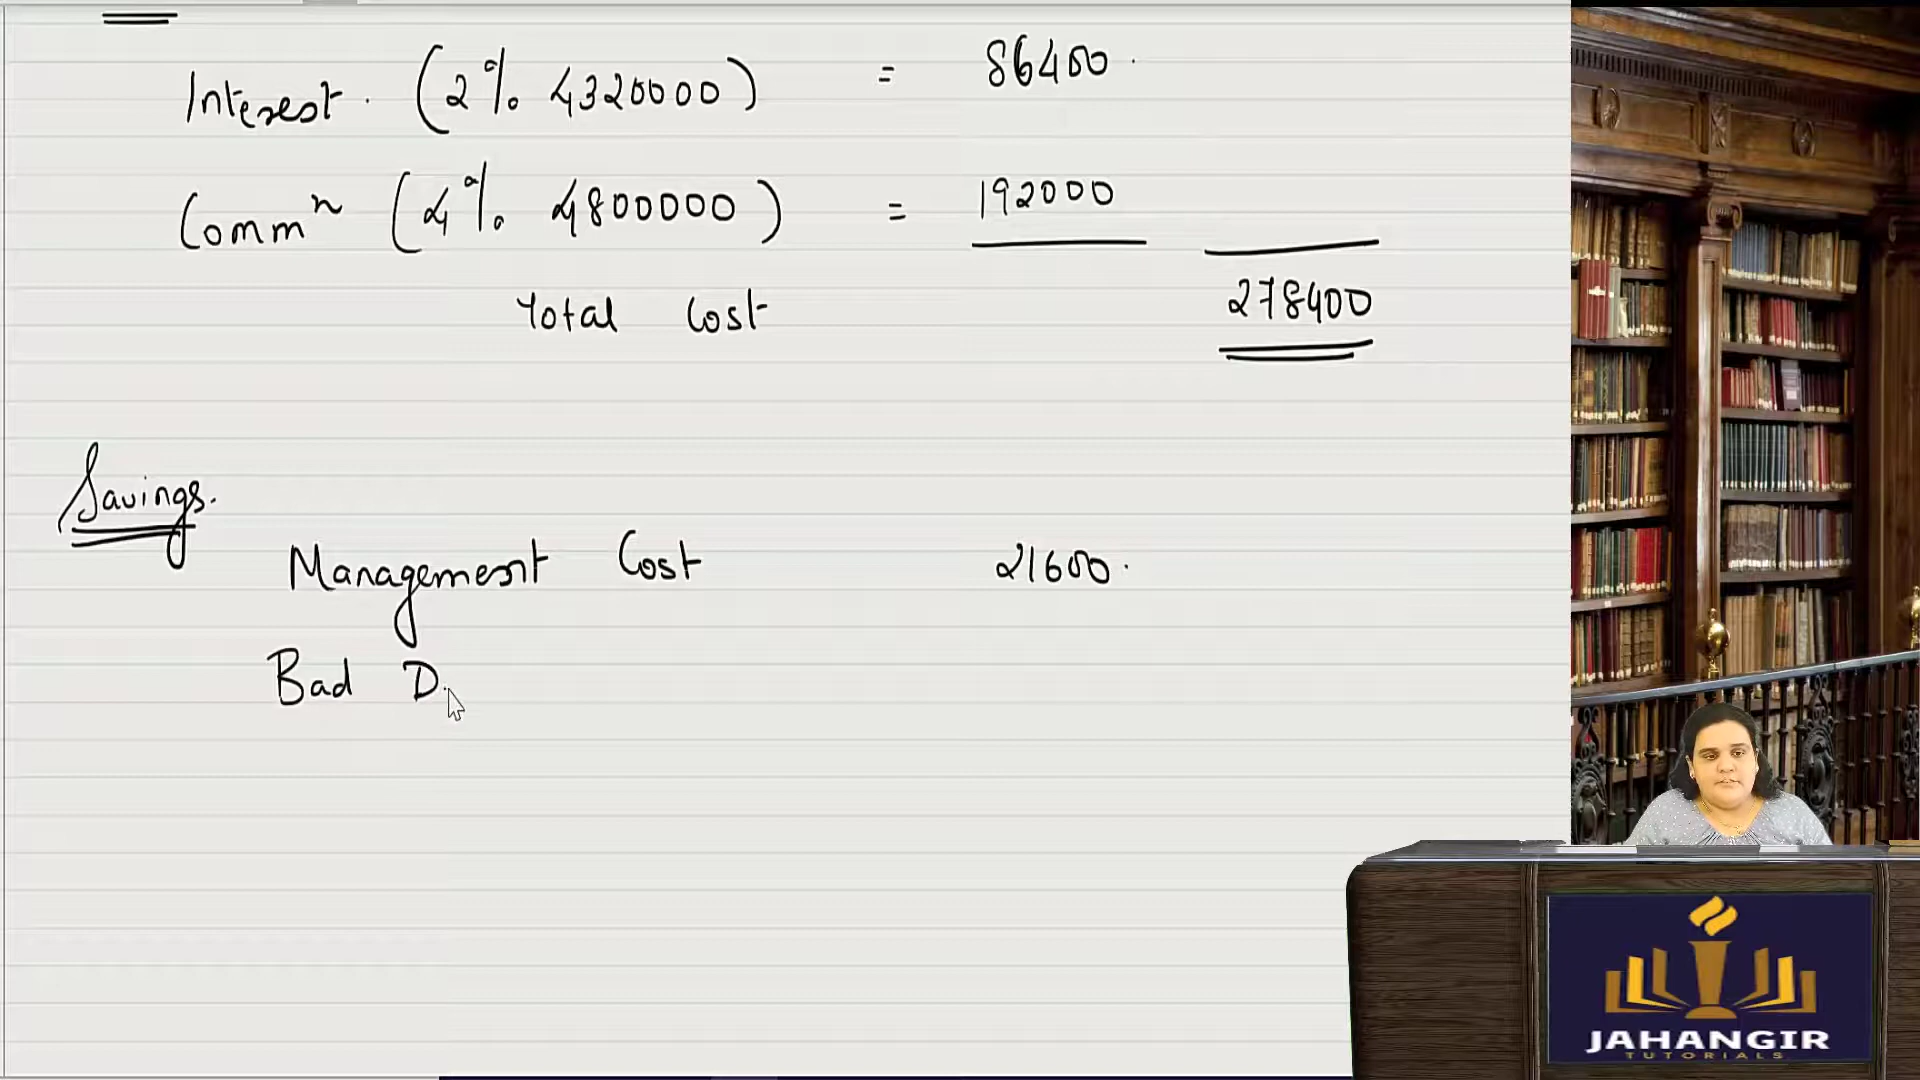 Interest. (2% 4320000) = 86400.
Commⁿ (4% 4800000) = 192000
Total Cost 278400
Savings.
Management Cost 21600.
Bad D.
JAHANGIR
TUTORIALS